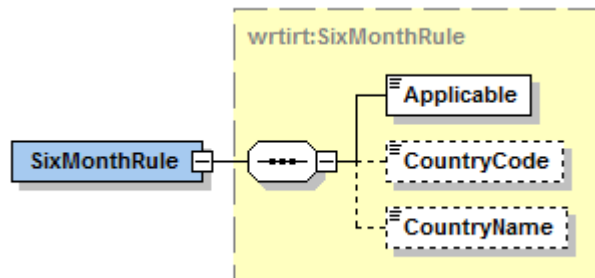 wrtirt:SixMonthRule
Applicable
SixMonthRule
CountryCode
CountryName